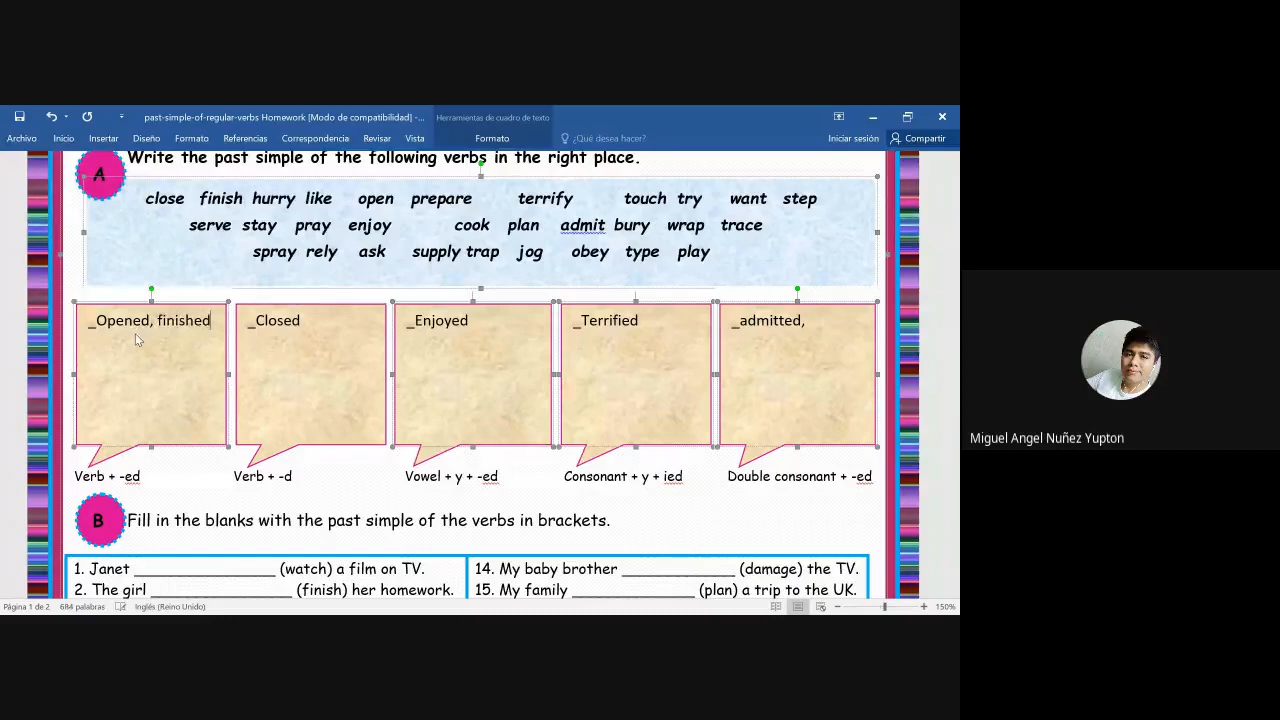 past-simple-of-regular-verbs Homework [Modo de compatibilidad] -...
Herramientas de cuadro de texto
Archivo Inicio Insertar Diseño Formato Referencias Correspondencia Revisar Vista Formato ¿Qué desea hacer? Iniciar sesión Compartir
A Write the past simple of the following verbs in the right place.
close finish hurry like open prepare terrify touch try want step
serve stay pray enjoy cook plan admit bury wrap trace
spray rely ask supply trap jog obey type play
_Opened, finished
_Closed
_Enjoyed
_Terrified
_admitted,
Verb + -ed
Verb + -d
Vowel + y + -ed
Consonant + y + ied
Double consonant + -ed
B Fill in the blanks with the past simple of the verbs in brackets.
1. Janet ________________ (watch) a film on TV.
2. The girl ________________ (finish) her homework.
14. My baby brother _____________ (damage) the TV.
15. My family ______________ (plan) a trip to the UK.
Página 1 de 2 684 palabras Inglés (Reino Unido) 150%
Miguel Angel Nuñez Yupton